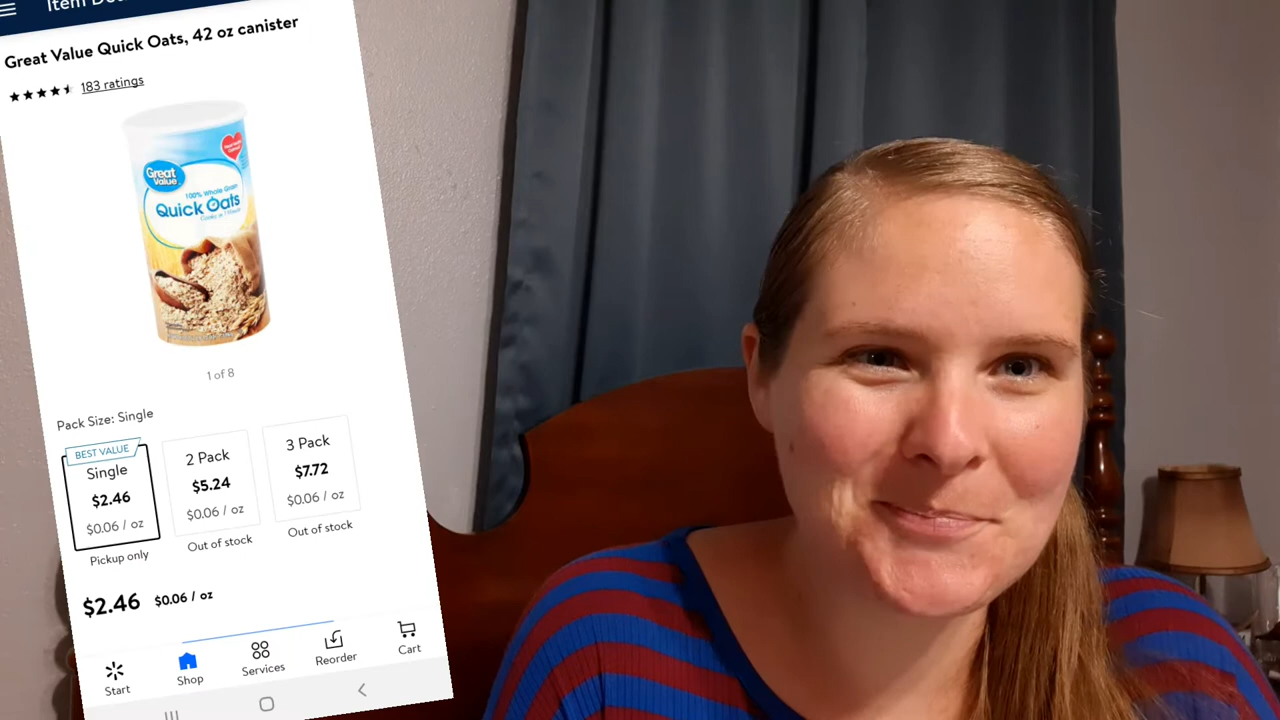 Item De
Great Value Quick Oats, 42 oz canister
183 ratings
Great
Value
100% Whole Grain
Quick Oats
1 of 8
Pack Size: Single
BEST VALUE
Single
$2.46
$0.06 / oz
Pickup only
2 Pack
$5.24
$0.06 / oz
Out of stock
3 Pack
$7.72
$0.06 / oz
Out of stock
$2.46 $0.06 / oz
Start
Shop
Services
Reorder
Cart